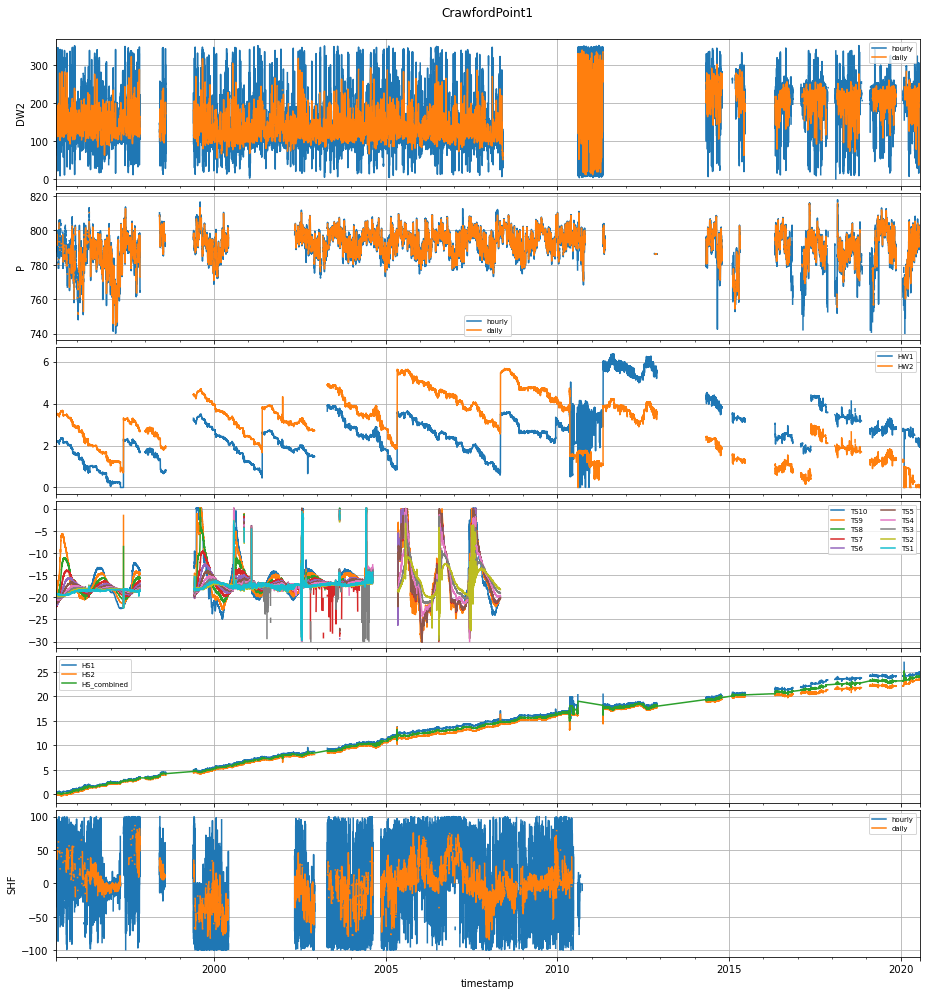 CrawfordPoint1
DW2
300
200
100
0
hourly
daily
P
820
800
780
760
740
hourly
daily
6
4
2
0
HW1
HW2
0
−5
−10
−15
−20
−25
−30
TS10
TS9
TS8
TS7
TS6
TS5
TS4
TS3
TS2
TS1
25
20
15
10
5
0
HS1
HS2
HS_combined
SHF
100
50
0
−50
−100
hourly
daily
2000
2005
2010
2015
2020
timestamp